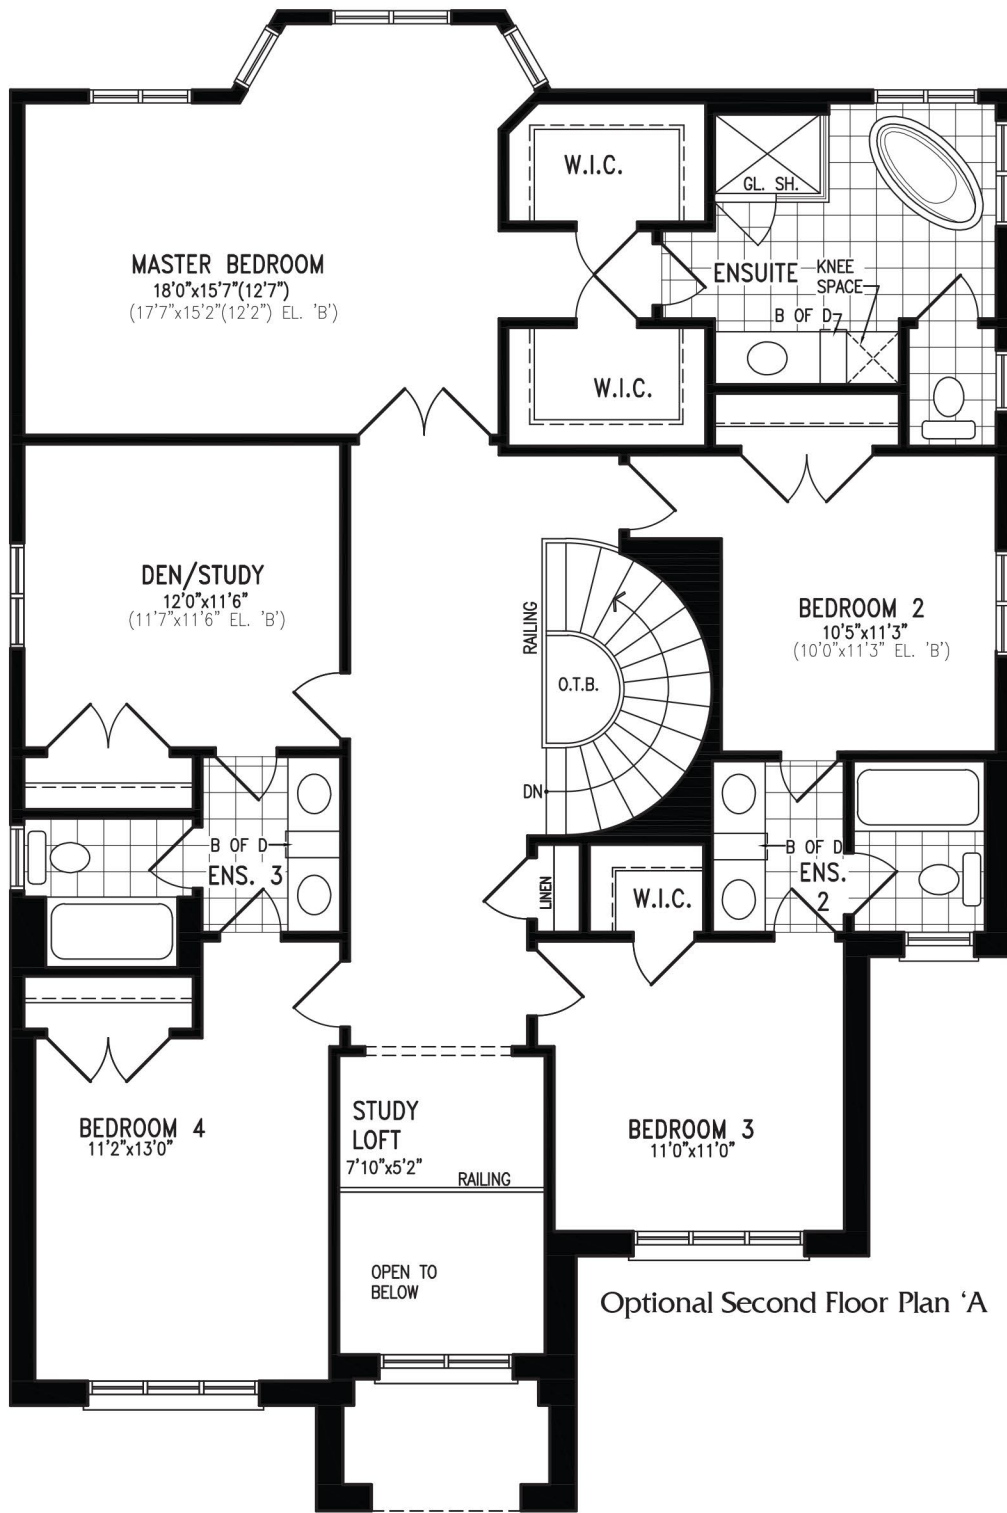 W.I.C.
GL. SH.
MASTER BEDROOM
18'0"x15'7"(12'7")
(17'7"x15'2"(12'2") EL. 'B')
ENSUITE
KNEE
SPACE
B OF D
W.I.C.
DEN/STUDY
12'0"x11'6"
(11'7"x11'6" EL. 'B')
RAILING
O.T.B.
DN
BEDROOM 2
10'5"x11'3"
(10'0"x11'3" EL. 'B')
B OF D
ENS. 3
LINEN
W.I.C.
B OF D
ENS.
2
BEDROOM 4
11'2"x13'0"
STUDY
LOFT
7'10"x5'2"
RAILING
OPEN TO
BELOW
BEDROOM 3
11'0"x11'0"
Optional Second Floor Plan ‘A